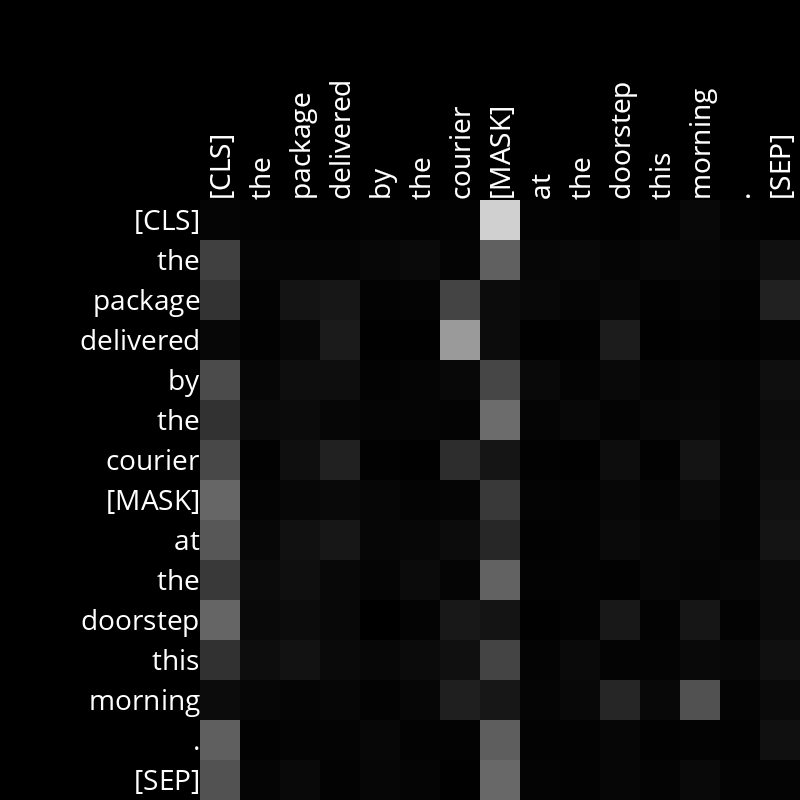 [CLS] the package delivered by the courier [MASK] at the doorstep this morning . [SEP]
[CLS]
the
package
delivered
by
the
courier
[MASK]
at
the
doorstep
this
morning
.
[SEP]